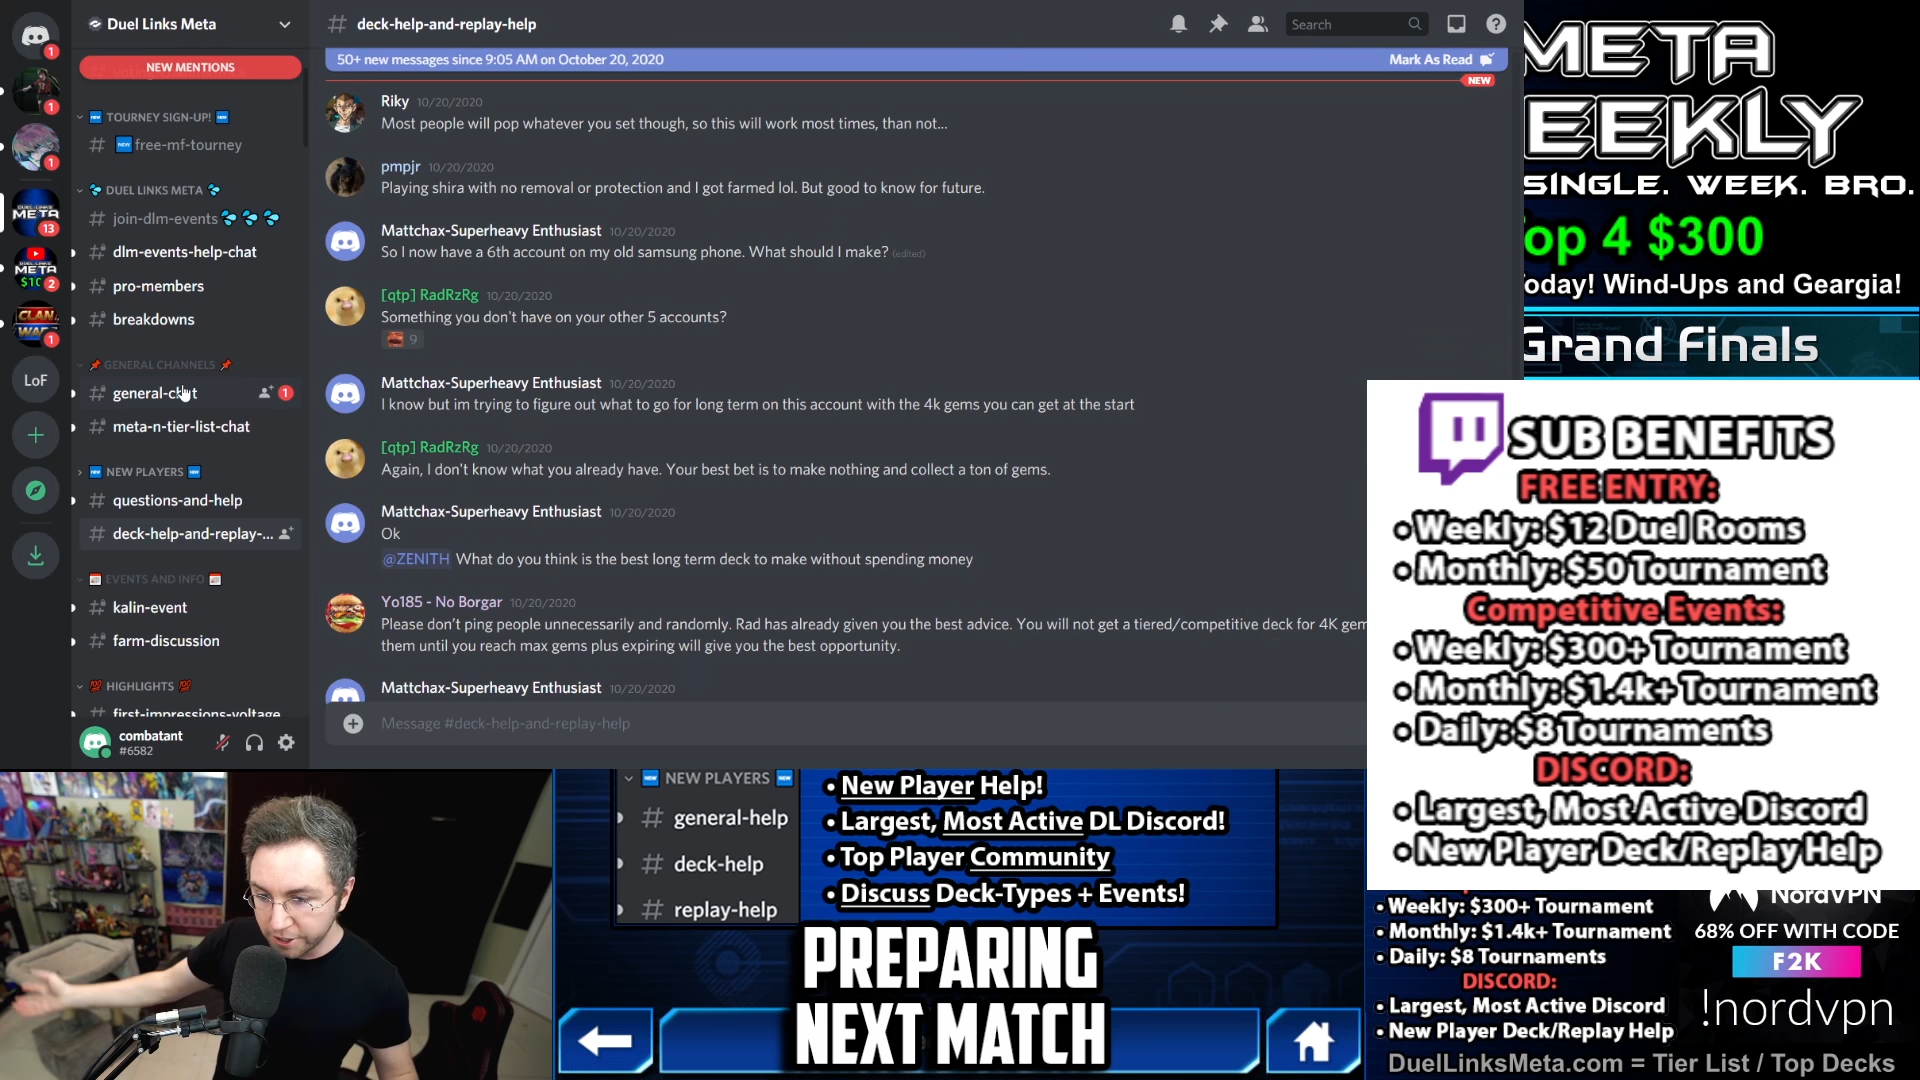 Duel Links Meta
NEW MENTIONS
TOURNEY SIGN-UP!
free-mf-tourney
DUEL LINKS META
join-dlm-events
dlm-events-help-chat
pro-members
breakdowns
GENERAL CHANNELS
general-ch t
1
meta-n-tier-list-chat
NEW PLAYERS
questions-and-help
deck-help-and-replay-...
EVENTS AND INFO
kalin-event
farm-discussion
HIGHLIGHTS
first-impressions-voltage
combatant
#6582
1
1
1
META
13
META
$10
2
CLAN
WAR
1
LoF
deck-help-and-replay-help
Search
50+ new messages since 9:05 AM on October 20, 2020
Mark As Read
NEW
Riky 10/20/2020
Most people will pop whatever you set though, so this will work most times, than not...
pmpjr 10/20/2020
Playing shira with no removal or protection and I got farmed lol. But good to know for future.
Mattchax-Superheavy Enthusiast 10/20/2020
So I now have a 6th account on my old samsung phone. What should I make? (edited)
[qtp] RadRzRg 10/20/2020
Something you don't have on your other 5 accounts?
9
Mattchax-Superheavy Enthusiast 10/20/2020
I know but im trying to figure out what to go for long term on this account with the 4k gems you can get at the start
[qtp] RadRzRg 10/20/2020
Again, I don't know what you already have. Your best bet is to make nothing and collect a ton of gems.
Mattchax-Superheavy Enthusiast 10/20/2020
Ok
@ZENITH What do you think is the best long term deck to make without spending money
Yo185 - No Borgar 10/20/2020
Please don't ping people unnecessarily and randomly. Rad has already given you the best advice. You will not get a tiered/competitive deck for 4K gem
them until you reach max gems plus expiring will give you the best opportunity.
Mattchax-Superheavy Enthusiast 10/20/2020
Message #deck-help-and-replay-help
META
EEKLY
SINGLE. WEEK. BRO.
op 4 $300
oday! Wind-Ups and Geargia!
Grand Finals
SUB BENEFITS
FREE ENTRY:
•Weekly: $12 Duel Rooms
•Monthly: $50 Tournament
Competitive Events:
•Weekly: $300+ Tournament
•Monthly: $1.4k+ Tournament
•Daily: $8 Tournaments
DISCORD:
•Largest, Most Active Discord
•New Player Deck/Replay Help
NEW PLAYERS
# general-help
# deck-help
# replay-help
• New Player Help!
• Largest, Most Active DL Discord!
• Top Player Community
• Discuss Deck-Types + Events!
PREPARING
NEXT MATCH
• Weekly: $300+ Tournament
• Monthly: $1.4k+ Tournament
• Daily: $8 Tournaments
DISCORD:
• Largest, Most Active Discord
• New Player Deck/Replay Help
NordVPN
68% OFF WITH CODE
F2K
!nordvpn
DuelLinksMeta.com = Tier List / Top Decks